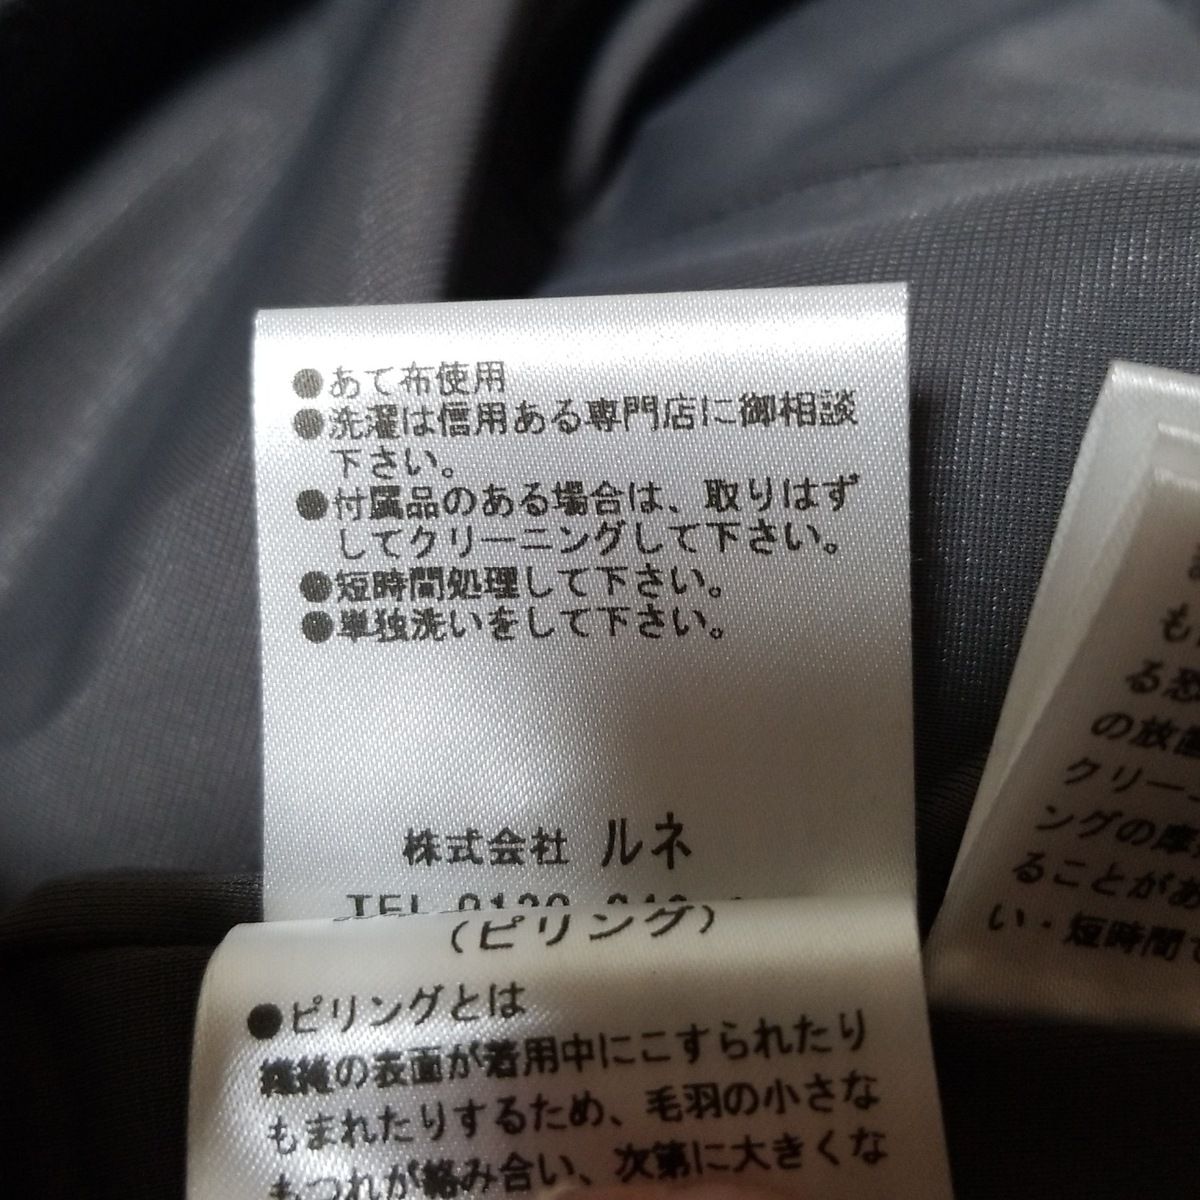 ●あて布使用
●洗濯は信用ある専門店に御相談
下さい。
●付属品のある場合は、取りはず
してクリーニングして下さい。
●短時間処理して下さい。
●単独洗いをして下さい。
株式会社 ルネ
TEL 0120
(ピリング)
●ピリングとは
繊維の表面が着用中にこすられたり
もまれたりするため、毛羽の小さな
もつれが絡み合い、次第に大きくな
も
る恐
の放置
クリー
ングの摩
ることがあ
い・短時間で